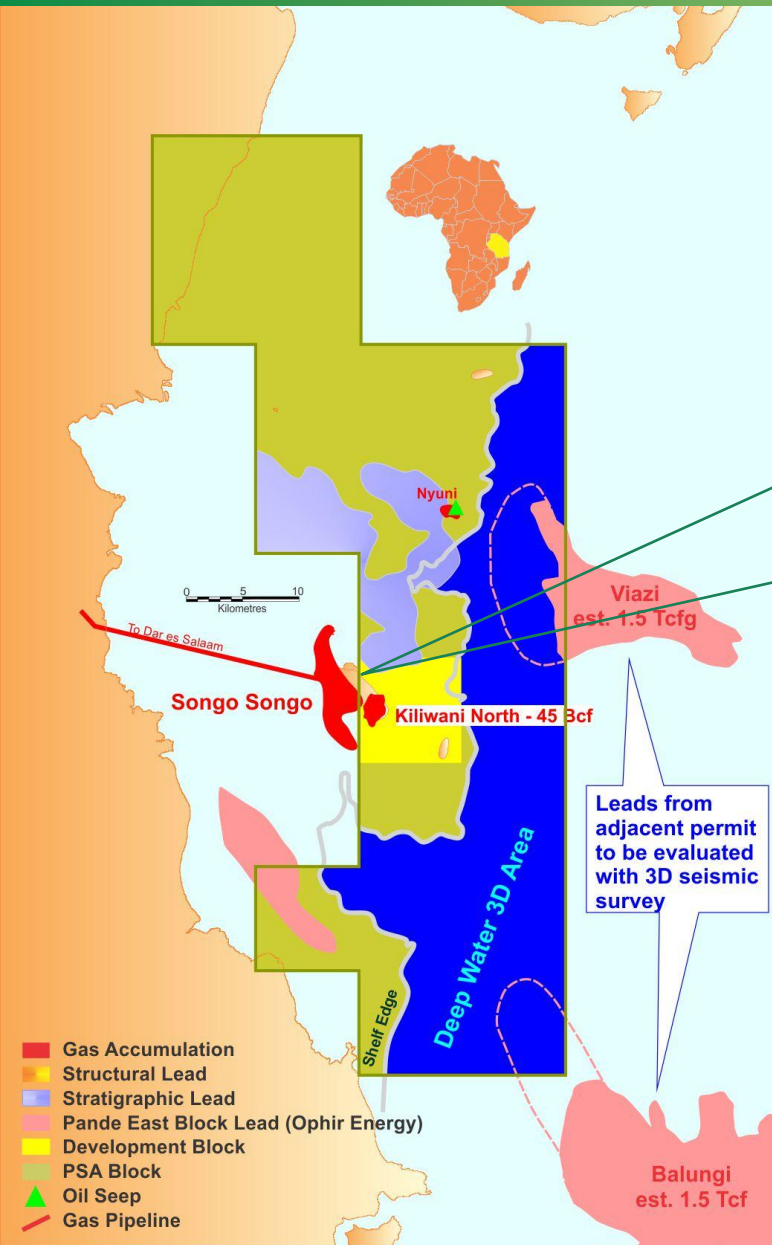 Nyuni
0 5 10
Kilometres
To Dar es Salaam
Songo Songo
Kiliwani North - 45 Bcf
Viazi
est. 1.5 Tcfg
Leads from
adjacent permit
to be evaluated
with 3D seismic
survey
Deep Water 3D Area
Shelf Edge
Balungi
est. 1.5 Tcf
Gas Accumulation
Structural Lead
Stratigraphic Lead
Pande East Block Lead (Ophir Energy)
Development Block
PSA Block
Oil Seep
Gas Pipeline